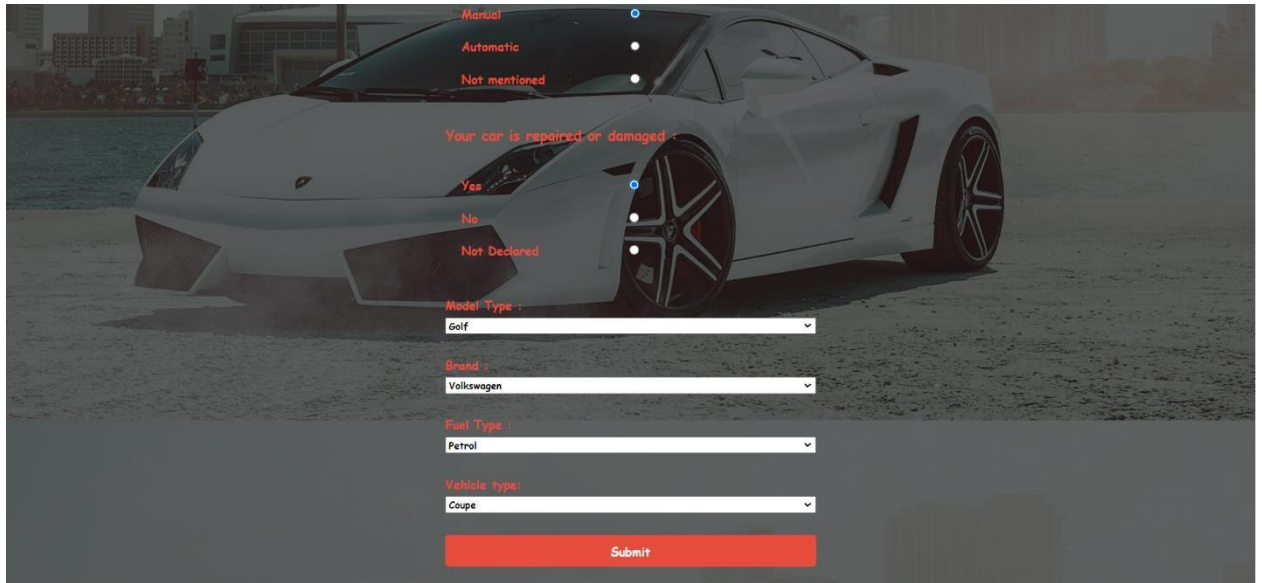 Manual
Automatic
Not mentioned
Your car is repaired or damaged :
Yes
No
Not Declared
Model Type :
Golf
Brand :
Volkswagen
Fuel Type :
Petrol
Vehicle type:
Coupe
Submit